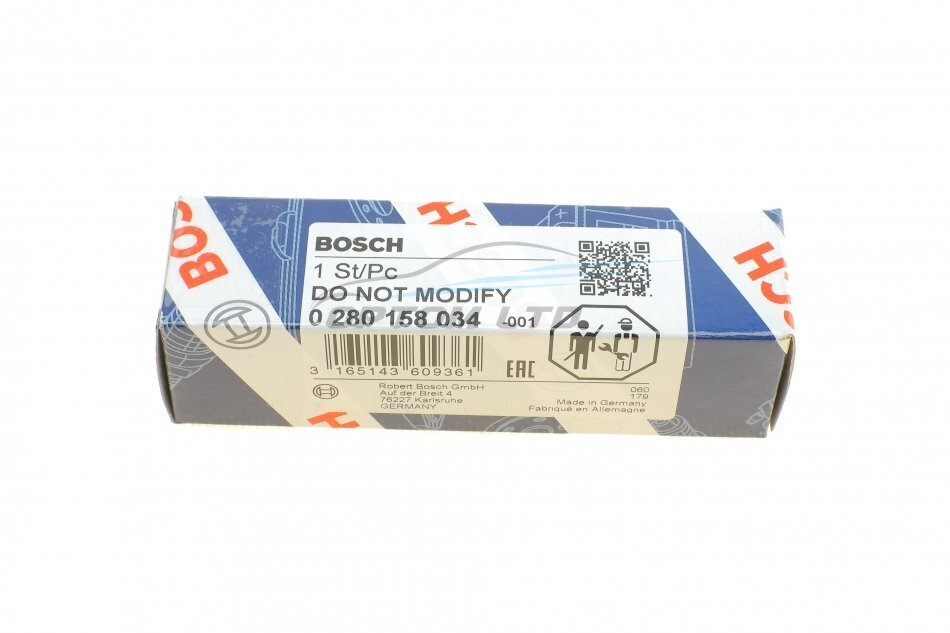 BOSCH
BOSCH
BOSCH
1 St/Pc
DO NOT MODIFY
0 280 158 034 -001
3 165143 609361
EAC
Robert Bosch GmbH
Auf der Breit 4
76227 Karlsruhe
GERMANY
060
179
Made in Germany
Fabriqué en Allemagne